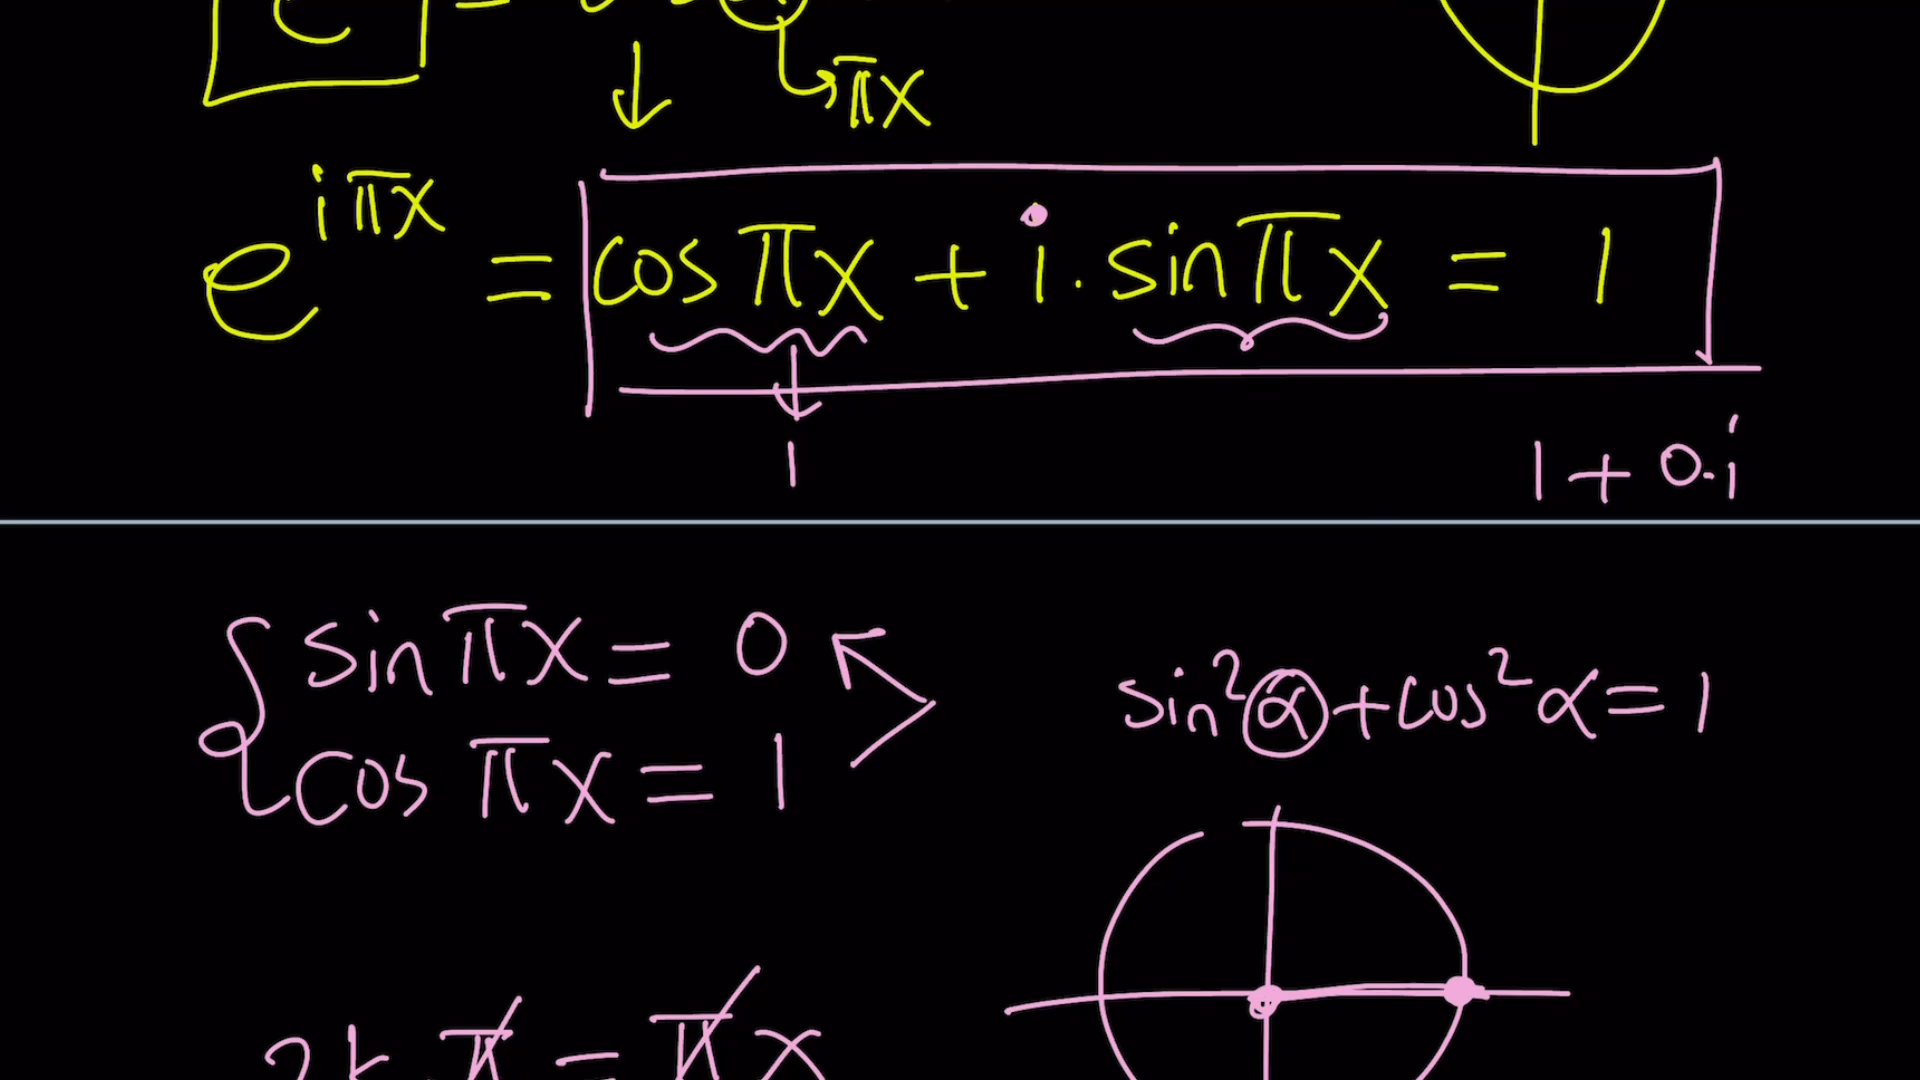 πx
e^{iπx} = cos πx + i · sin πx = 1
1
1 + 0.i
sin πx = 0
cos πx = 1
sin²α + cos²α = 1
2k π = πx